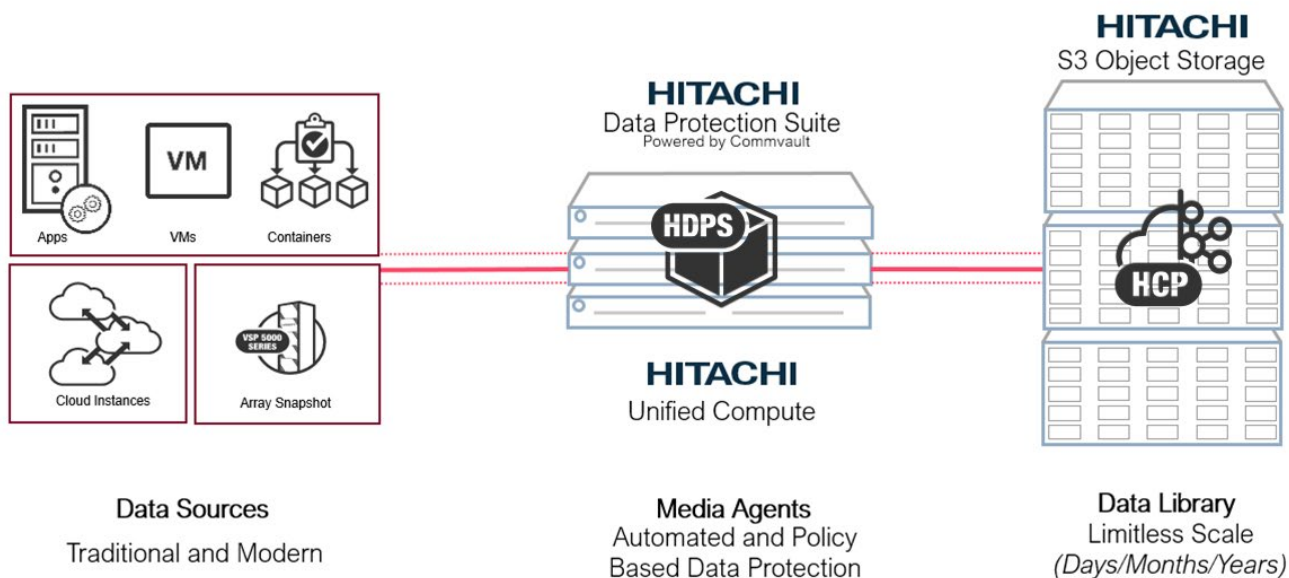 HITACHI
S3 Object Storage
HITACHI
Data Protection Suite
Powered by Commvault
VM
Apps
VMs
Containers
HDPS
HCP
VSP 5000
SERIES
Cloud Instances
Array Snapshot
HITACHI
Unified Compute
Data Sources
Traditional and Modern
Media Agents
Automated and Policy
Based Data Protection
Data Library
Limitless Scale
(Days/Months/Years)